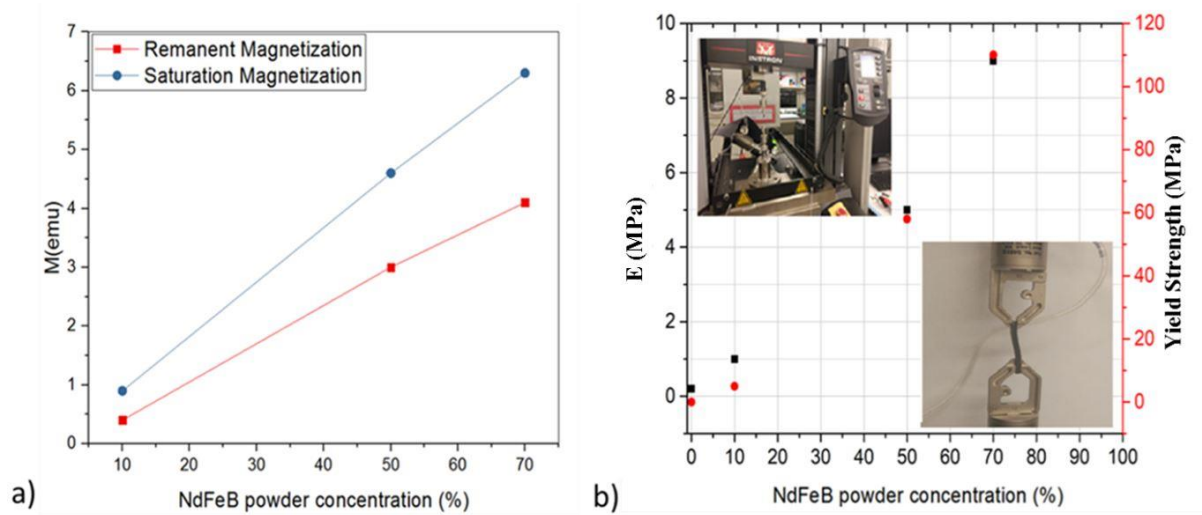 7
6
5
4
3
2
1
0
M(emu)
Remanent Magnetization
Saturation Magnetization
10 20 30 40 50 60 70
NdFeB powder concentration (%)
a)
10
8
6
4
2
0
E (MPa)
INSTRON
120
100
80
60
40
20
0
Yield Strength (MPa)
0 10 20 30 40 50 60 70 80 90 100
NdFeB powder concentration (%)
b)